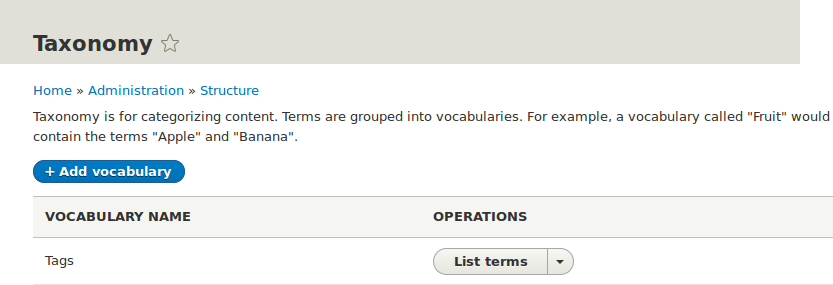 Taxonomy
Home » Administration » Structure
Taxonomy is for categorizing content. Terms are grouped into vocabularies. For example, a vocabulary called "Fruit" would
contain the terms "Apple" and "Banana".
+ Add vocabulary
VOCABULARY NAME OPERATIONS
Tags List terms